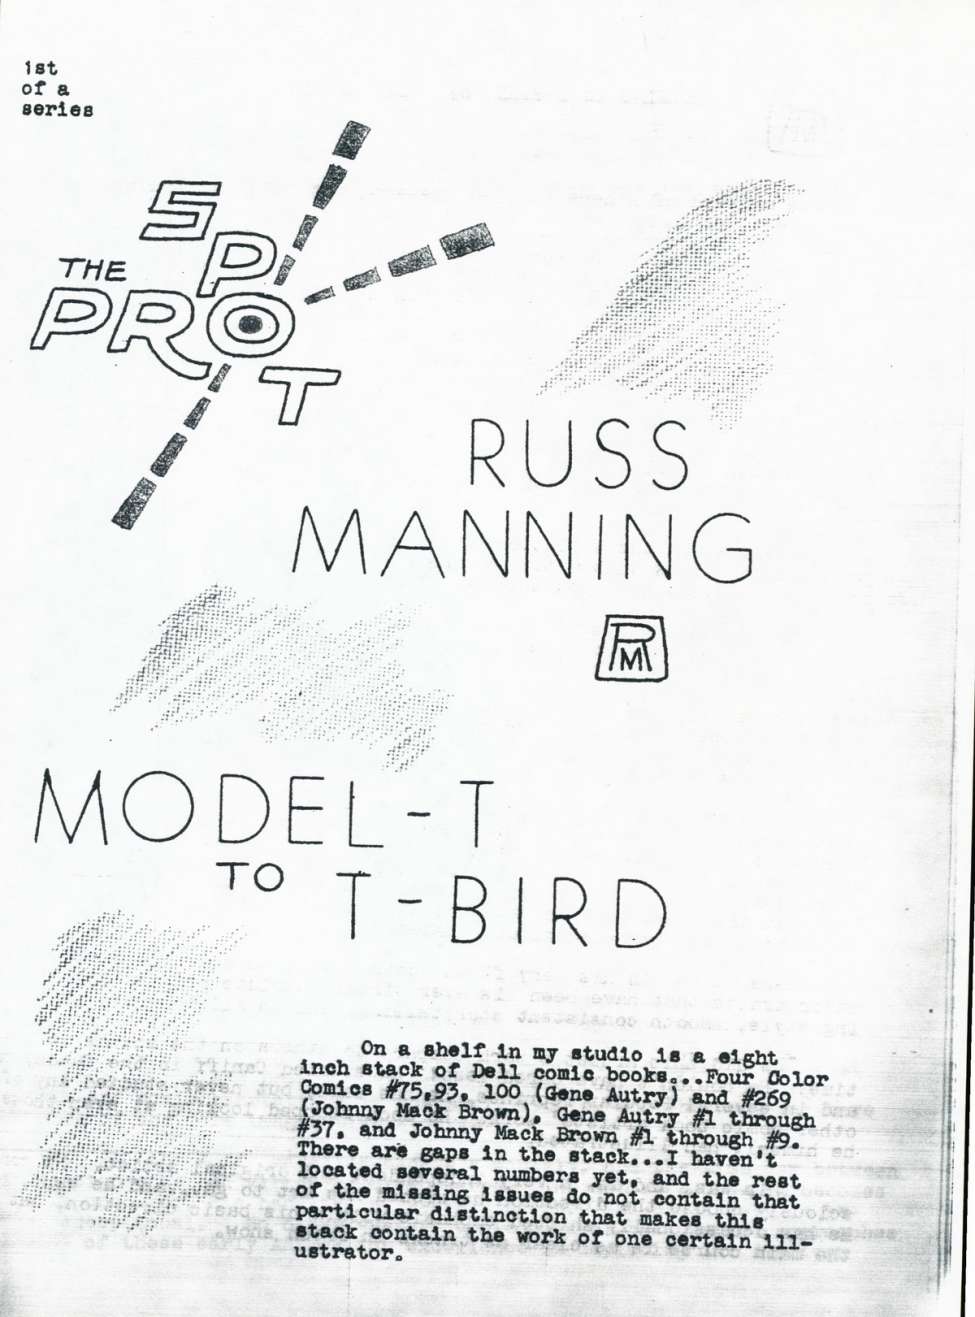 1st
of a
series
THE
SPOT
PRO
RUSS
MANNING
RM
MODEL-T
TO
T-BIRD
On a shelf in my studio is a eight
inch stack of Dell comic books...Four Color
Comics #75,93, 100 (Gene Autry) and #269
(Johnny Mack Brown), Gene Autry #1 through
#37, and Johnny Mack Brown #1 through #9.
There are gaps in the stack...I haven't
located several numbers yet, and the rest
of the missing issues do not contain that
particular distinction that makes this
stack contain the work of one certain ill-
ustrator.